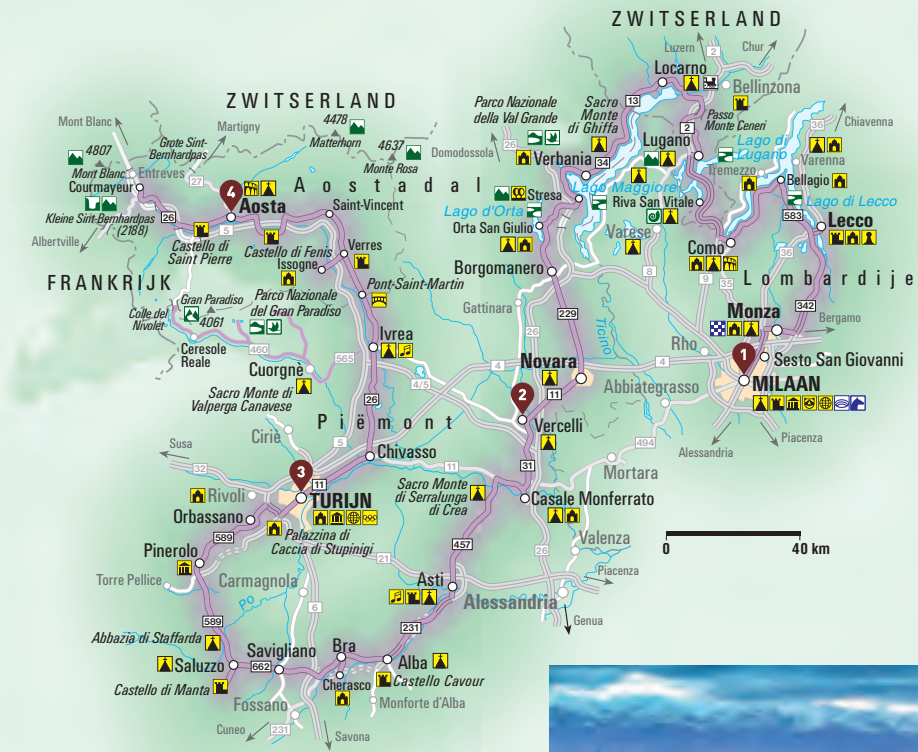 ZWITSERLAND
Luzern
2
Chur
Locarno
Bellinzona
13
Sacro
Monte
di Ghiffa
Passo
Monte Ceneri
2
Parco Nazionale
della Val Grande
26
Domodossola
Verbania
34
Lugano
Lago di
Lugano
Tremezzo
36
Chiavenna
Varenna
Bellagio
Lago di Lecco
583
Lecco
Stresa
Lago Maggiore
Riva San Vitale
Lago d'Orta
Orta San Giulio
Varese
Como
36
Lombardije
Borgomanero
8
9
35
342
Gattinara
229
Ticino
Monza
Bergamo
26
Rho
1
Sesto San Giovanni
MILAAN
Novara
4
4
Abbiategrasso
11
2
Vercelli
Alessandria
Piacenza
494
Mortara
31
ZWITSERLAND
Mont Blanc
Martigny
4478
Matterhorn
4637
Monte Rosa
Grote Sint-
Bernhardpas
4807
Mont Blanc
Entreves
27
Courmayeur
4
Aostadal
Aosta
Saint-Vincent
Kleine Sint-Bernhardpas
(2188)
26
5
Albertville
Castello di
Saint Pierre
Castello di Fenis
Issogne
Verres
FRANKRIJK
Pont-Saint-Martin
Gran Paradiso
4061
Parco Nazionale
del Gran Paradiso
Colle del
Nivolet
Ceresole
Reale
460
565
Ivrea
Cuorgnè
4/5
Sacro Monte di
Valperga Canavese
26
Piëmont
Ciriè
5
Susa
Chivasso
32
3
11
11
Sacro Monte
di Serralunga
di Crea
Casale Monferrato
Rivoli
TURIJN
Orbassano
Palazzina di
Caccia di Stupinigi
589
457
26
Valenza
0
40 km
Pinerolo
21
Torre Pellice
Carmagnola
Asti
Piacenza
Alessandria
Po
6
Genua
589
231
Abbazia di Staffarda
Savigliano
Bra
Alba
Saluzzo
662
Castello Cavour
Castello di Manta
Cherasco
Fossano
Monforte d'Alba
Cuneo
231
Savona